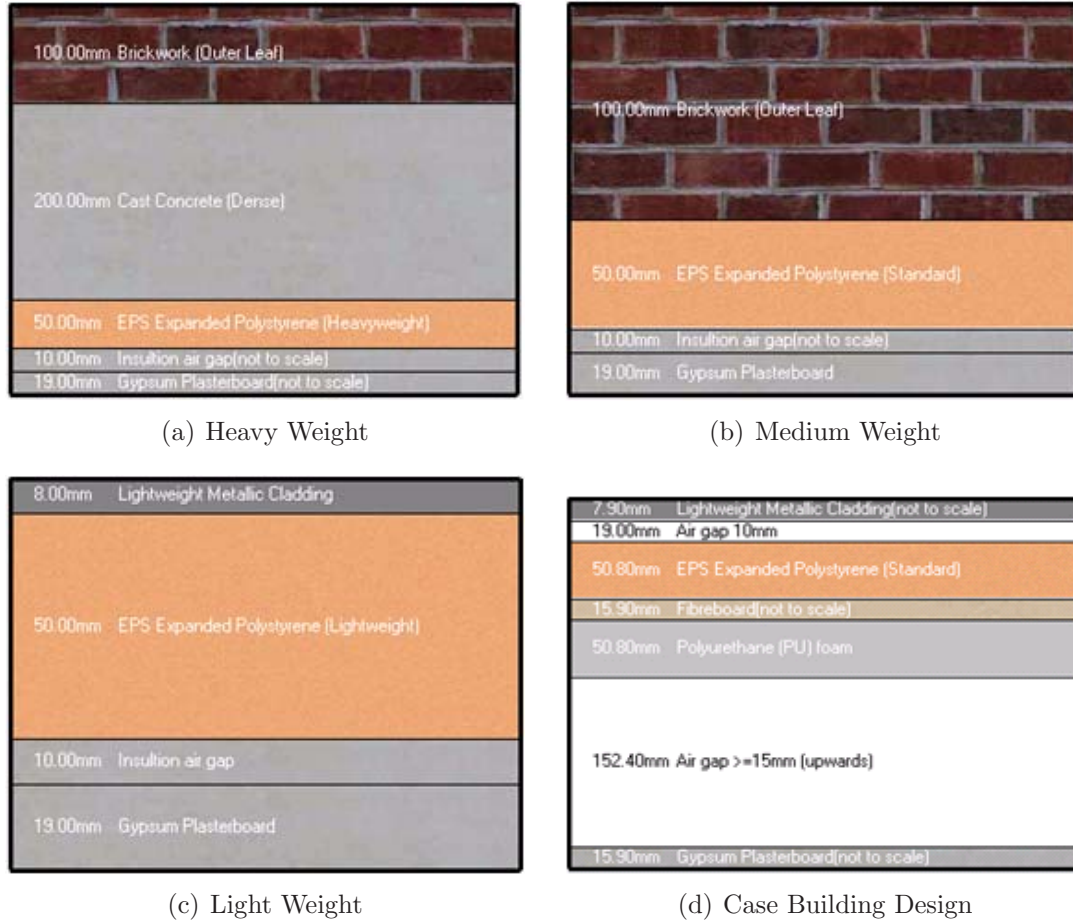 100.00mm Brickwork (Outer Leaf)
200.00mm Cast Concrete (Dense)
50.00mm EPS Expanded Polystyrene (Heavyweight)
10.00mm Insultion air gap(not to scale)
19.00mm Gypsum Plasterboard(not to scale)
(a) Heavy Weight
100.00mm Brickwork (Outer Leaf)
50.00mm EPS Expanded Polystyrene (Standard)
10.00mm Insultion air gap(not to scale)
19.00mm Gypsum Plasterboard
(b) Medium Weight
8.00mm Lightweight Metallic Cladding
50.00mm EPS Expanded Polystyrene (Lightweight)
10.00mm Insultion air gap
19.00mm Gypsum Plasterboard
(c) Light Weight
7.90mm Lightweight Metallic Cladding(not to scale)
19.00mm Air gap 10mm
50.80mm EPS Expanded Polystyrene (Standard)
15.90mm Fibreboard(not to scale)
50.80mm Polyurethane (PU) foam
152.40mm Air gap >=15mm (upwards)
15.90mm Gypsum Plasterboard(not to scale)
(d) Case Building Design